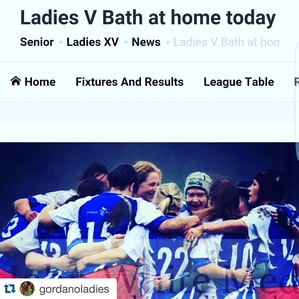 Ladies V Bath at home today
Senior • Ladies XV • News • Ladies V Bath at hon
Home Fixtures And Results League Table
22
10
gordanoladies